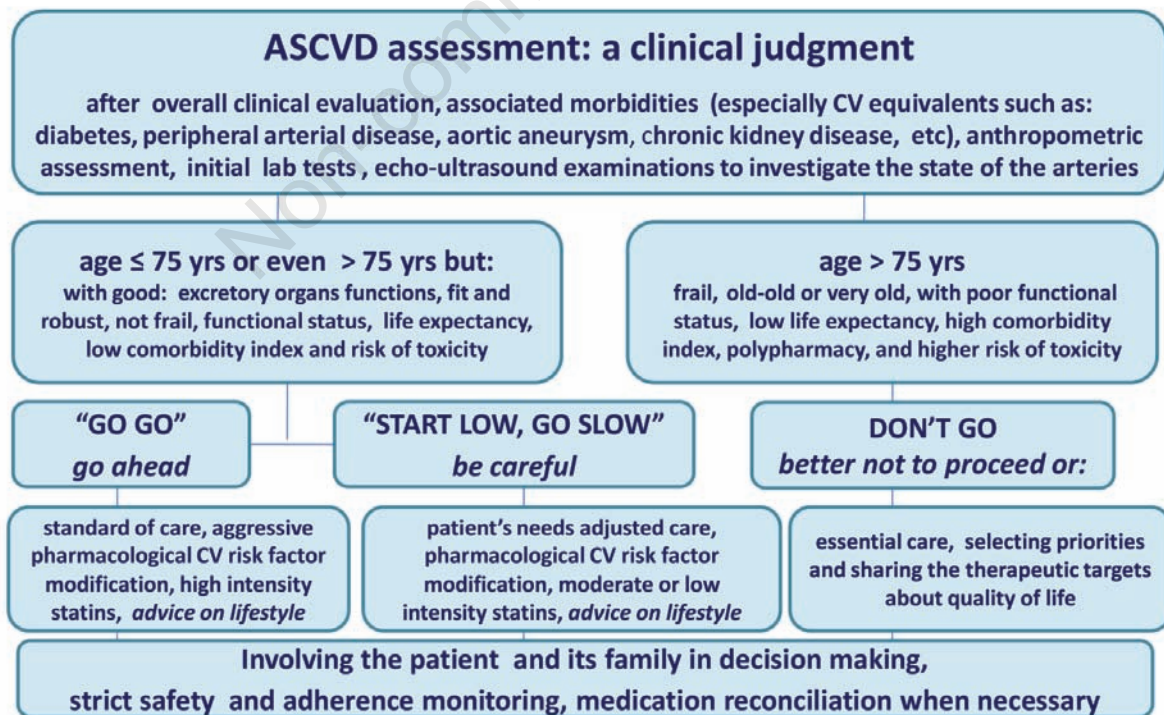 ASCVD assessment: a clinical judgment
after overall clinical evaluation, associated morbidities (especially CV equivalents such as:
diabetes, peripheral arterial disease, aortic aneurysm, chronic kidney disease, etc), anthropometric
assessment, initial lab tests , echo-ultrasound examinations to investigate the state of the arteries
age ≤ 75 yrs or even > 75 yrs but:
with good: excretory organs functions, fit and
robust, not frail, functional status, life expectancy,
low comorbidity index and risk of toxicity
age > 75 yrs
frail, old-old or very old, with poor functional
status, low life expectancy, high comorbidity
index, polypharmacy, and higher risk of toxicity
“GO GO”
go ahead
“START LOW, GO SLOW”
be careful
DON’T GO
better not to proceed or:
standard of care, aggressive
pharmacological CV risk factor
modification, high intensity
statins, advice on lifestyle
patient’s needs adjusted care,
pharmacological CV risk factor
modification, moderate or low
intensity statins, advice on lifestyle
essential care, selecting priorities
and sharing the therapeutic targets
about quality of life
Involving the patient and its family in decision making,
strict safety and adherence monitoring, medication reconciliation when necessary